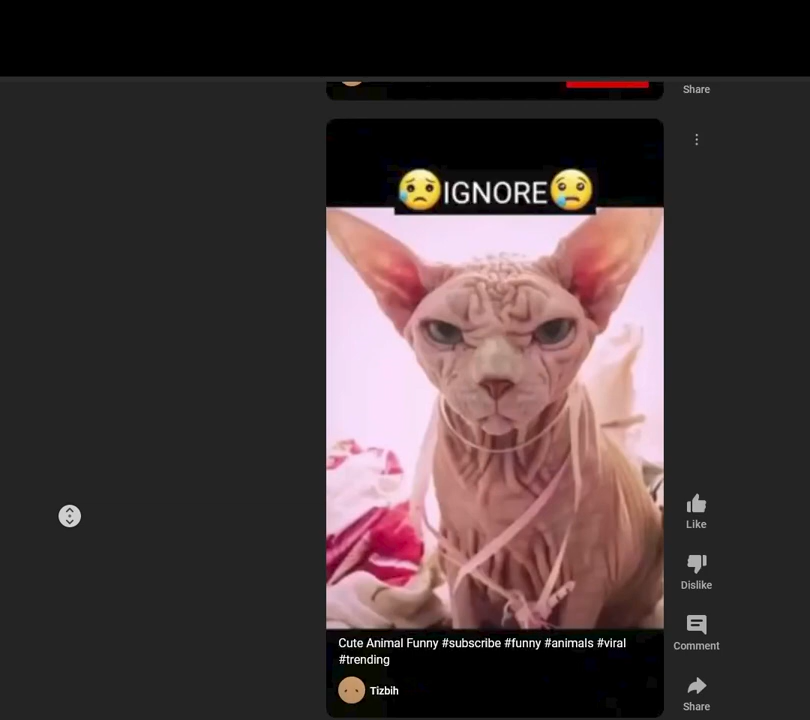 Share
😢IGNORE😢
Cute Animal Funny #subscribe #funny #animals #viral
#trending
Tizbih
Like
Dislike
Comment
Share